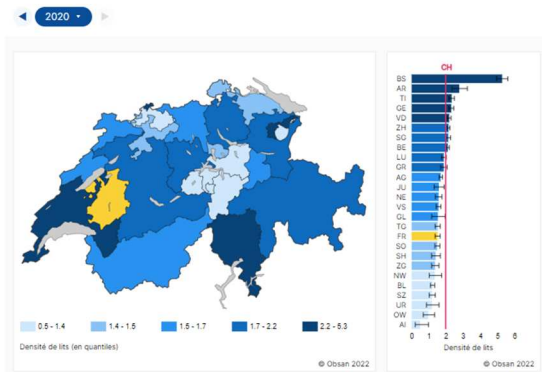 2020
0.5 - 1.4
1.4 - 1.5
1.5 - 1.7
1.7 - 2.2
2.2 - 5.3
Densité de lits (en quantiles)
© Obsan 2022
CH
BS
AR
TI
GE
VD
ZH
SG
BE
LU
GR
AG
JU
NE
VS
GL
TG
FR
SO
SH
ZG
NW
BL
SZ
UR
OW
AI
0 1 2 3 4 5 6
Densité de lits
© Obsan 2022